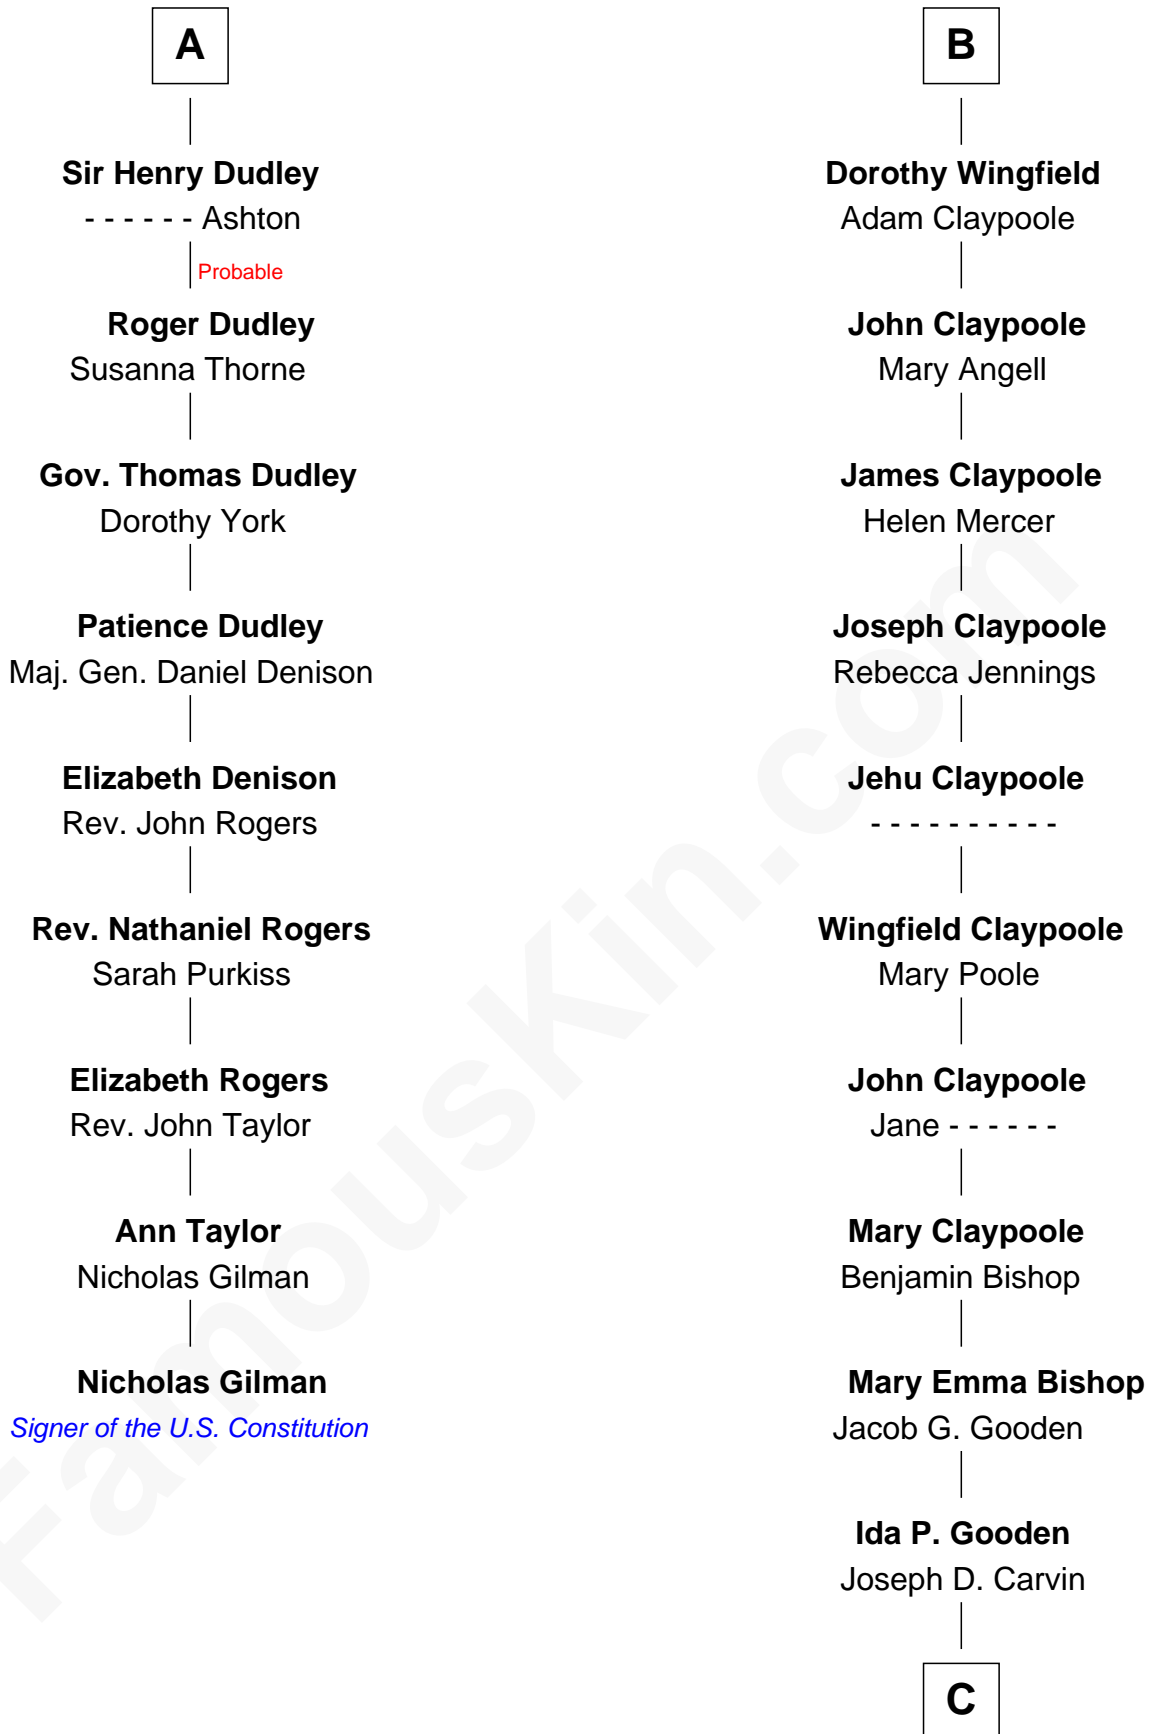 A
Sir Henry Dudley
- - - - - - Ashton
Probable
Roger Dudley
Susanna Thorne
Gov. Thomas Dudley
Dorothy York
Patience Dudley
Maj. Gen. Daniel Denison
Elizabeth Denison
Rev. John Rogers
Rev. Nathaniel Rogers
Sarah Purkiss
Elizabeth Rogers
Rev. John Taylor
Ann Taylor
Nicholas Gilman
Nicholas Gilman
Signer of the U.S. Constitution
B
Dorothy Wingfield
Adam Claypoole
John Claypoole
Mary Angell
James Claypoole
Helen Mercer
Joseph Claypoole
Rebecca Jennings
Jehu Claypoole
- - - - - - - - - -
Wingfield Claypoole
Mary Poole
John Claypoole
Jane - - - - - -
Mary Claypoole
Benjamin Bishop
Mary Emma Bishop
Jacob G. Gooden
Ida P. Gooden
Joseph D. Carvin
C
FamousKin.com